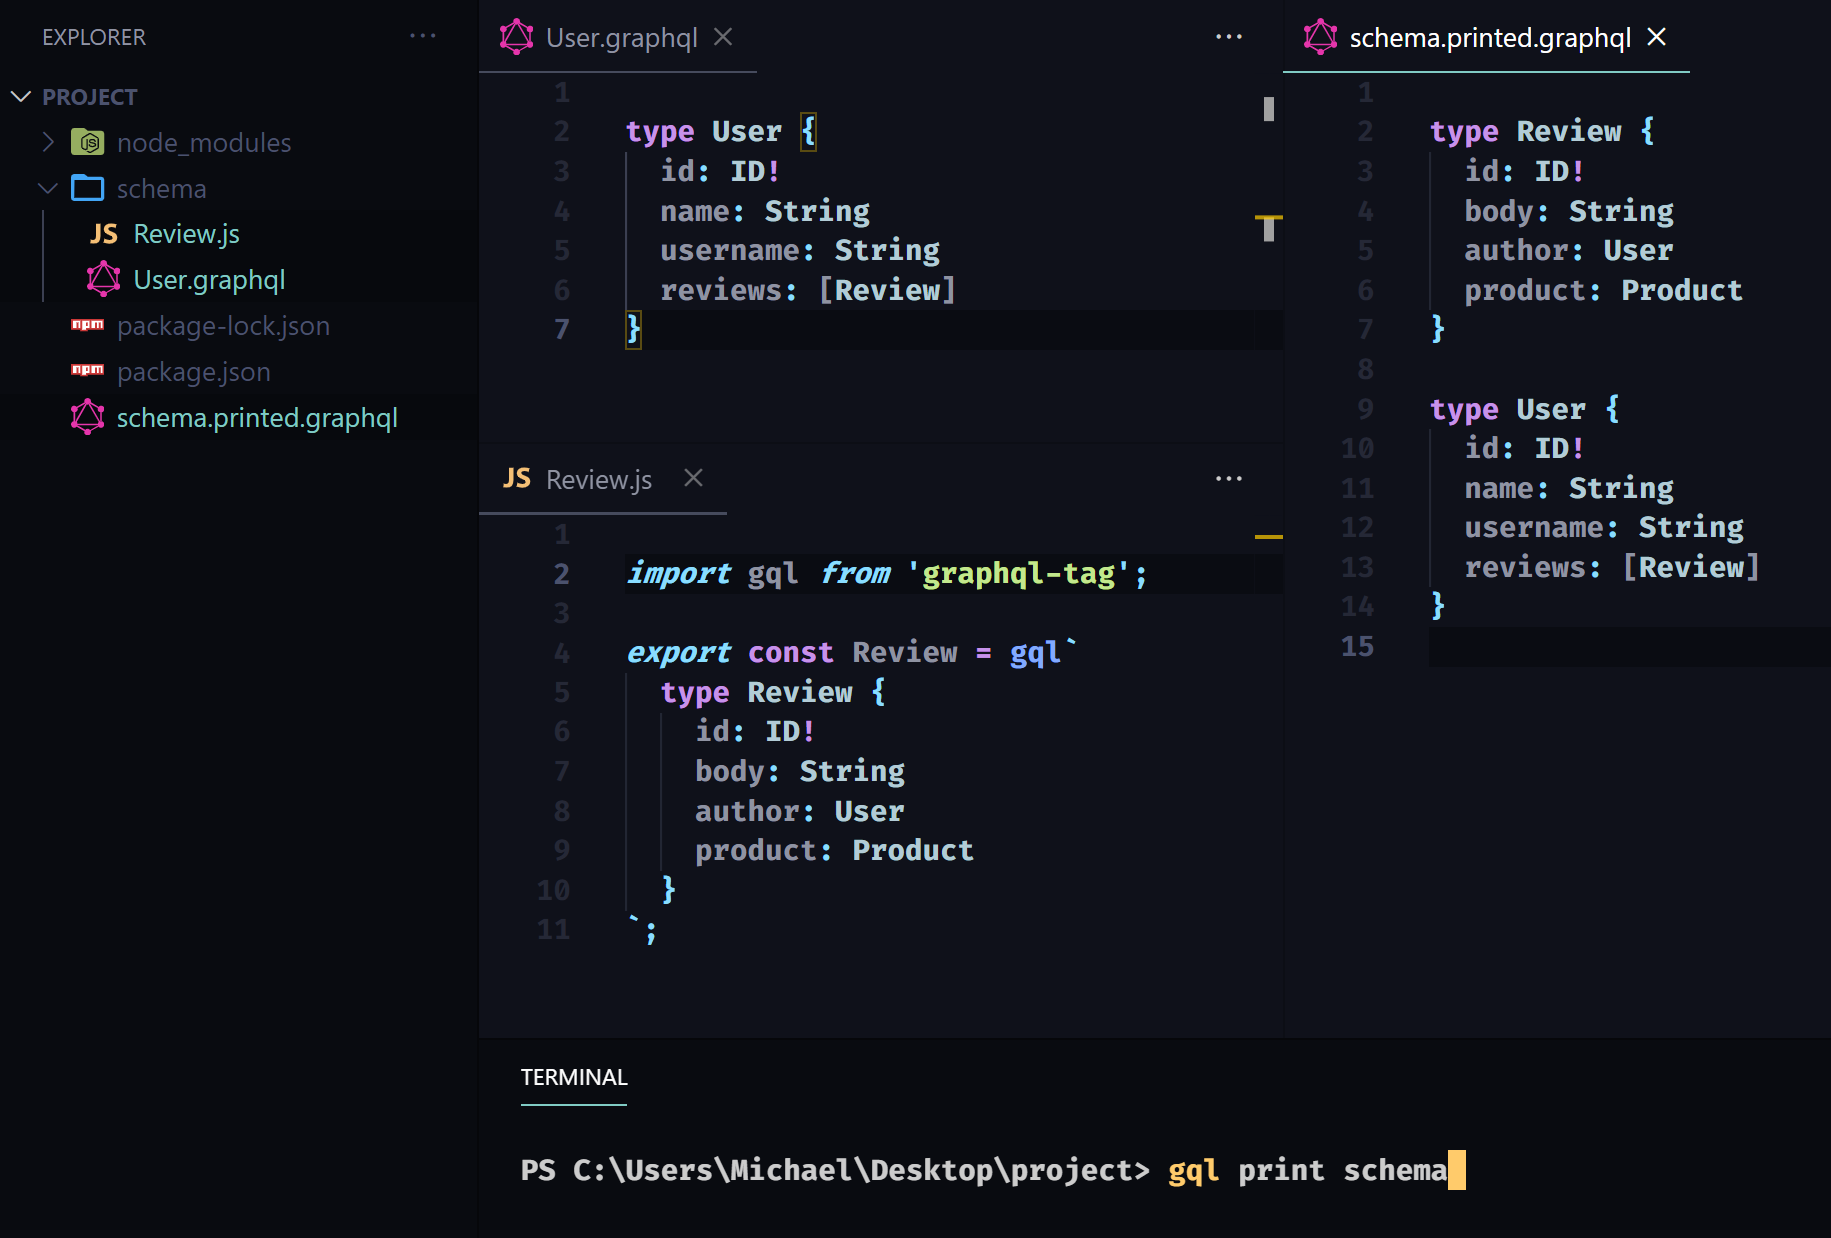 EXPLORER ···
PROJECT
node_modules
schema
JS Review.js
User.graphql
npm package-lock.json
npm package.json
schema.printed.graphql
User.graphql ···
1
2 type User {
3 id: ID!
4 name: String
5 username: String
6 reviews: [Review]
7 }
JS Review.js ···
1
2 import gql from 'graphql-tag';
3
4 export const Review = gql`
5 type Review {
6 id: ID!
7 body: String
8 author: User
9 product: Product
10 }
11 `;
schema.printed.graphql
1
2 type Review {
3 id: ID!
4 body: String
5 author: User
6 product: Product
7 }
8
9 type User {
10 id: ID!
11 name: String
12 username: String
13 reviews: [Review]
14 }
15
TERMINAL
PS C:\Users\Michael\Desktop\project> gql print schema